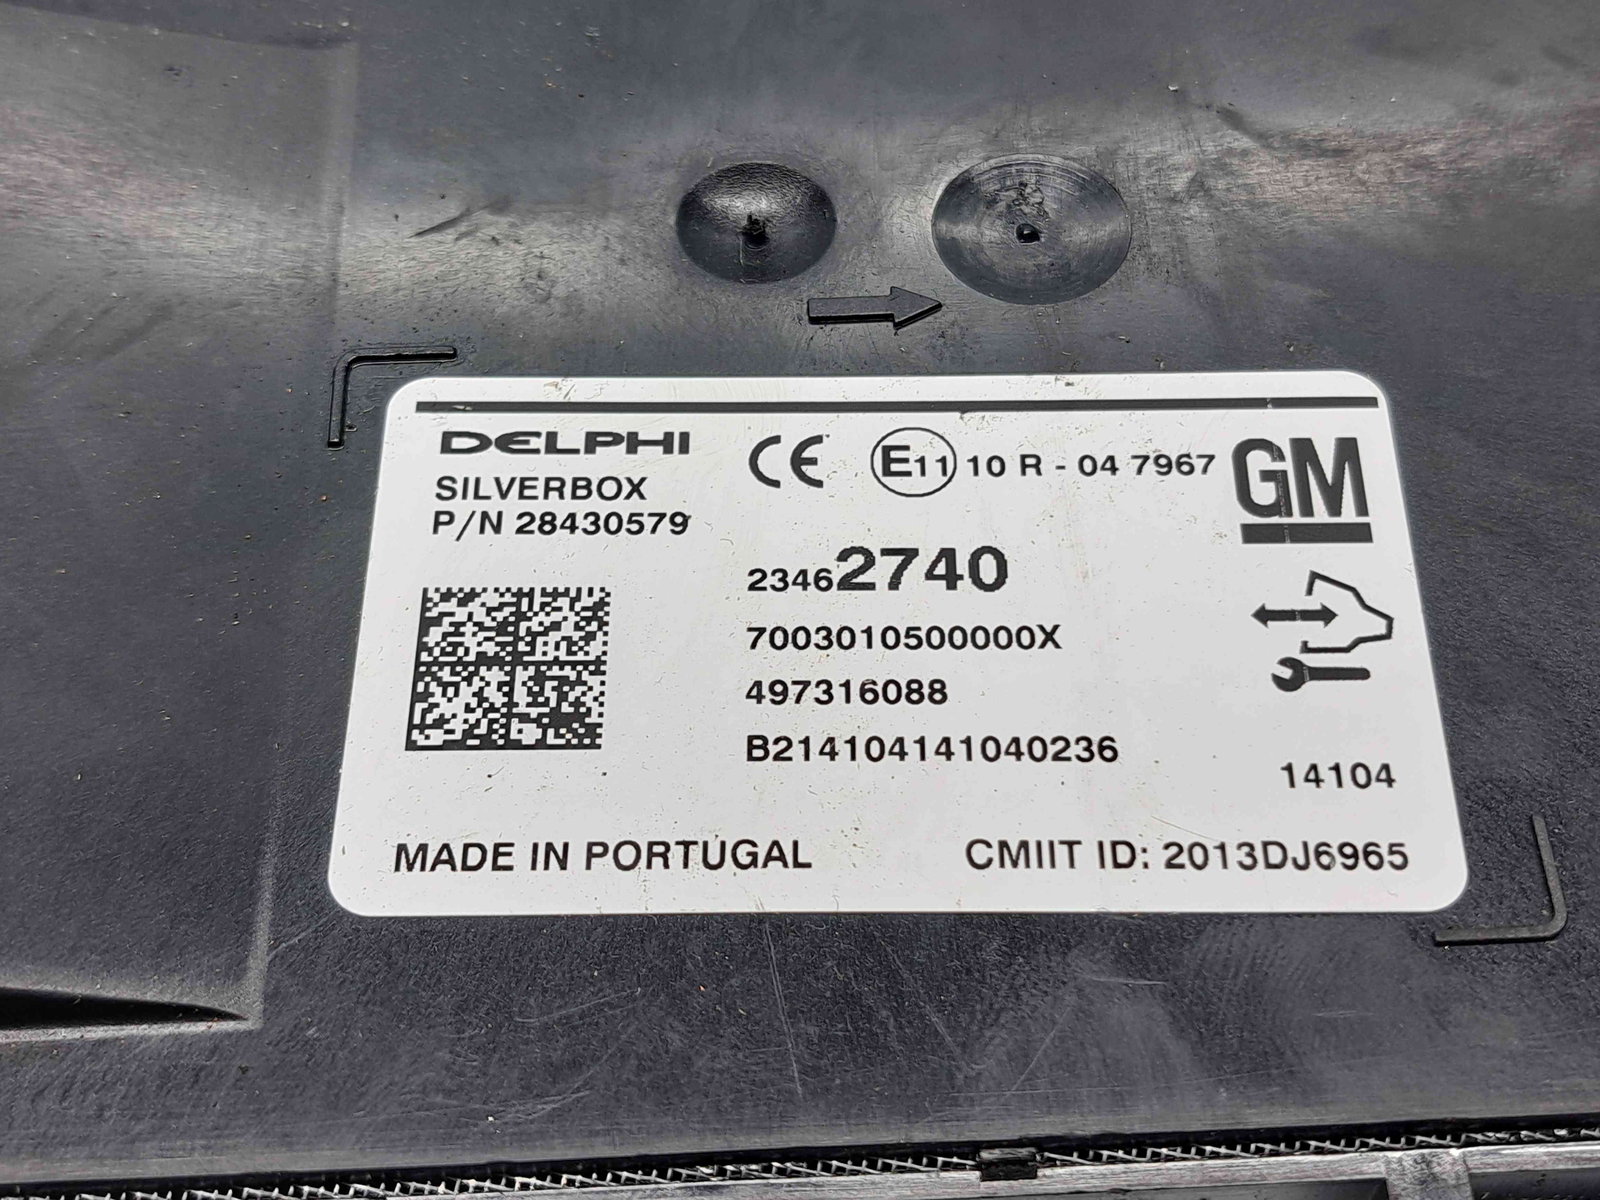 DELPHI
SILVERBOX
P/N 28430579
CE
E11 10 R - 04 7967
GM
23462740
7003010500000X
497316088
B214104141040236
14104
MADE IN PORTUGAL
CMIIT ID: 2013DJ6965